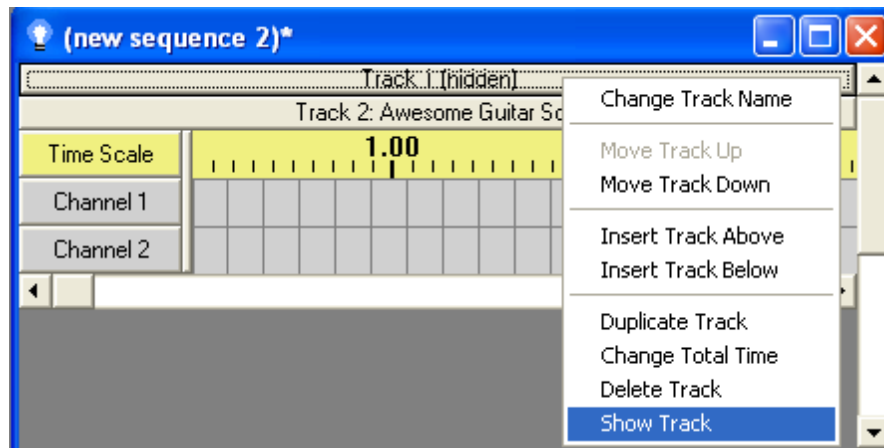 (new sequence 2)*
Track 1 (hidden)
Track 2: Awesome Guitar
Time Scale
1.00
Channel 1
Channel 2
Change Track Name
Move Track Up
Move Track Down
Insert Track Above
Insert Track Below
Duplicate Track
Change Total Time
Delete Track
Show Track